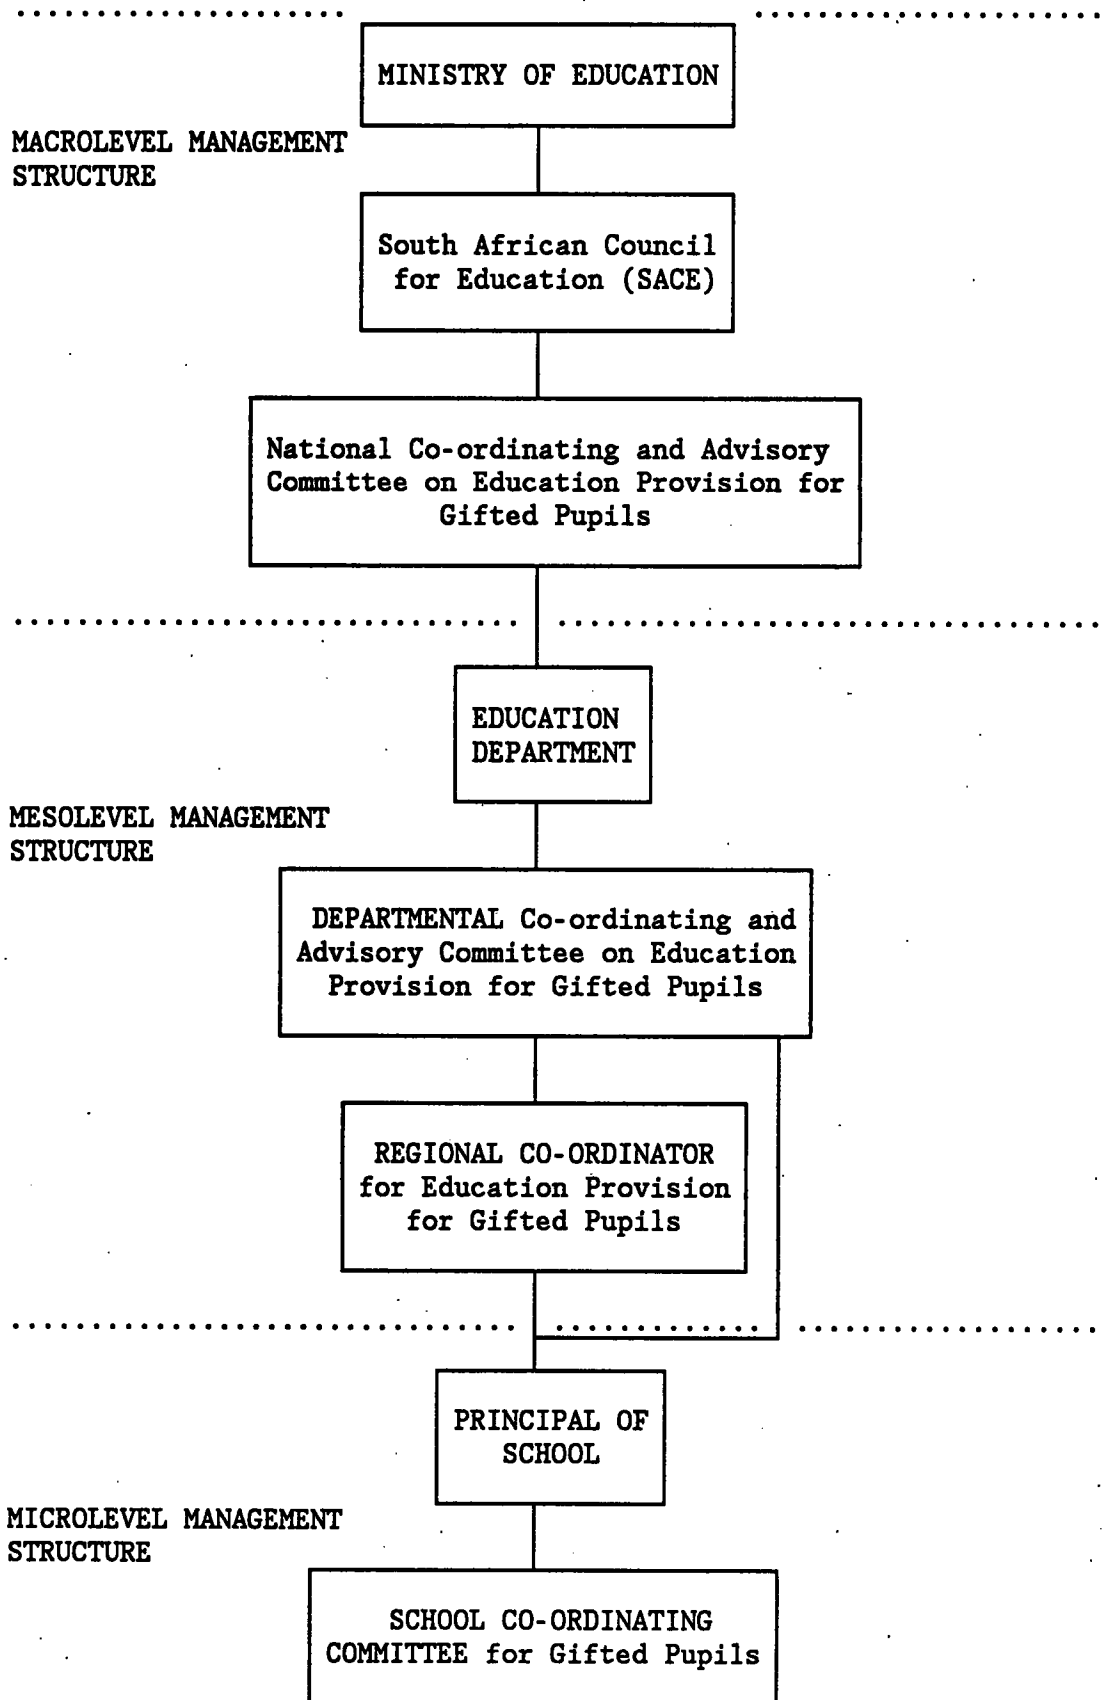 MINISTRY OF EDUCATION
MACROLEVEL MANAGEMENT
STRUCTURE
South African Council
for Education (SACE)
National Co-ordinating and Advisory
Committee on Education Provision for
Gifted Pupils
EDUCATION
DEPARTMENT
MESOLEVEL MANAGEMENT
STRUCTURE
DEPARTMENTAL Co-ordinating and
Advisory Committee on Education
Provision for Gifted Pupils
REGIONAL CO-ORDINATOR
for Education Provision
for Gifted Pupils
PRINCIPAL OF
SCHOOL
MICROLEVEL MANAGEMENT
STRUCTURE
SCHOOL CO-ORDINATING
COMMITTEE for Gifted Pupils